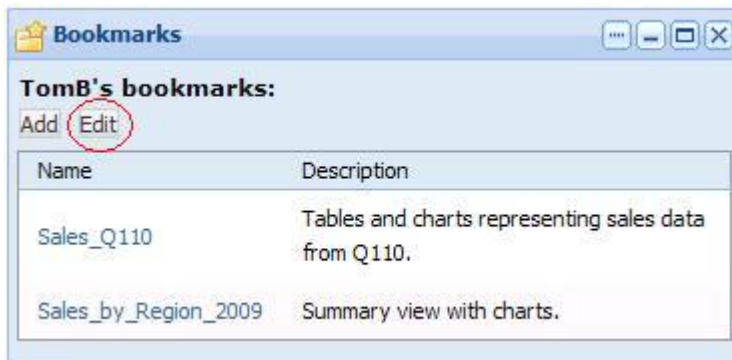 Bookmarks
TomB's bookmarks:
Add Edit
Name Description
Sales_Q110 Tables and charts representing sales data
from Q110.
Sales_by_Region_2009 Summary view with charts.